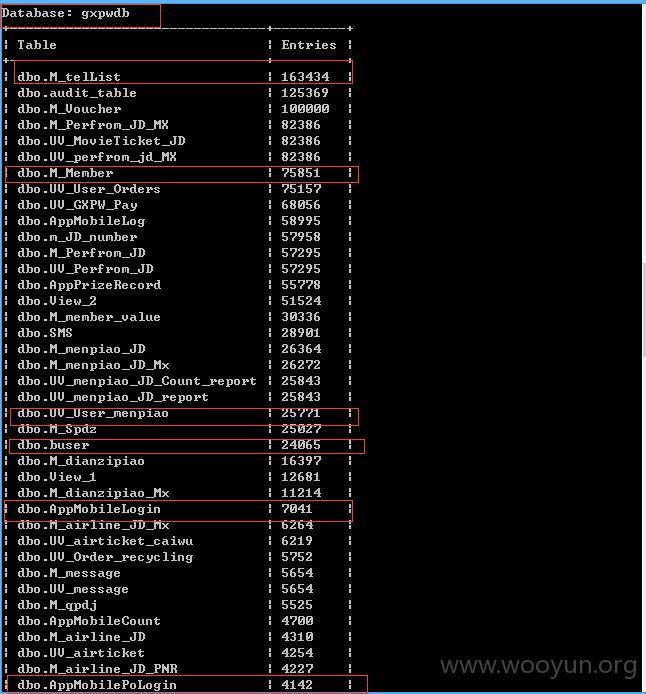 Database: gxpwdb
Table Entries
dbo.M_telList 163434
dbo.audit_table 125369
dbo.M_Voucher 100000
dbo.M_Perfrom_JD_MX 82386
dbo.UV_MovieTicket_JD 82386
dbo.UV_perfrom_jd_MX 82386
dbo.M_Member 75851
dbo.UV_User_Orders 75157
dbo.UV_GXPW_Pay 68056
dbo.AppMobileLog 58995
dbo.m_JD_number 57958
dbo.M_Perfrom_JD 57295
dbo.UV_Perfrom_JD 57295
dbo.AppPrizeRecord 55778
dbo.View_2 51524
dbo.M_member_value 30336
dbo.SMS 28901
dbo.M_menpiao_JD 26364
dbo.M_menpiao_JD_Mx 26272
dbo.UV_menpiao_JD_Count_report 25843
dbo.UV_menpiao_JD_report 25843
dbo.UV_User_menpiao 25771
dbo.M_Spdz 25027
dbo.buser 24065
dbo.M_dianzipiao 16397
dbo.View_1 12681
dbo.M_dianzipiao_Mx 11214
dbo.AppMobileLogin 7041
dbo.M_airline_JD_Mx 6264
dbo.UV_airticket_caiwu 6219
dbo.UV_Order_recycling 5752
dbo.M_message 5654
dbo.UV_message 5654
dbo.M_qpdj 5525
dbo.AppMobileCount 4700
dbo.M_airline_JD 4310
dbo.UV_airticket 4254
dbo.M_airline_JD_PNR 4227
dbo.AppMobilePoLogin 4142
www.wooyun.org